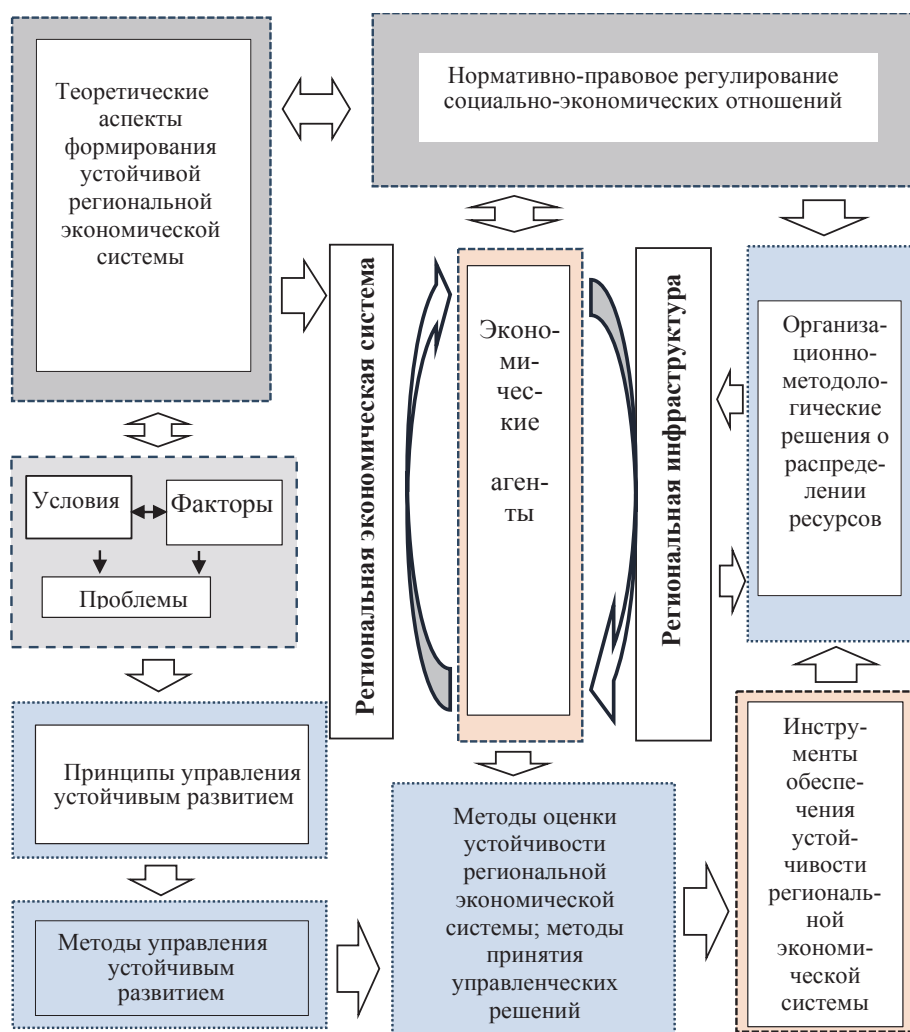 Теоретические
аспекты
формирования
устойчивой
региональной
экономической
системы
Нормативно-правовое регулирование
социально-экономических отношений
Региональная экономическая система
Эконо-
ми-
чес-
кие
аген-
ты
Региональная инфраструктура
Организа-
ционно-
методоло-
гические
решения о
распреде-
лении
ресурсов
Условия
Факторы
Проблемы
Принципы управления
устойчивым развитием
Методы управления
устойчивым
развитием
Методы оценки
устойчивости
региональной
экономической
системы; методы
принятия
управленческих
решений
Инстру-
менты
обеспе-
чения
устой-
чивости
региональ-
ной
экономи-
ческой
системы